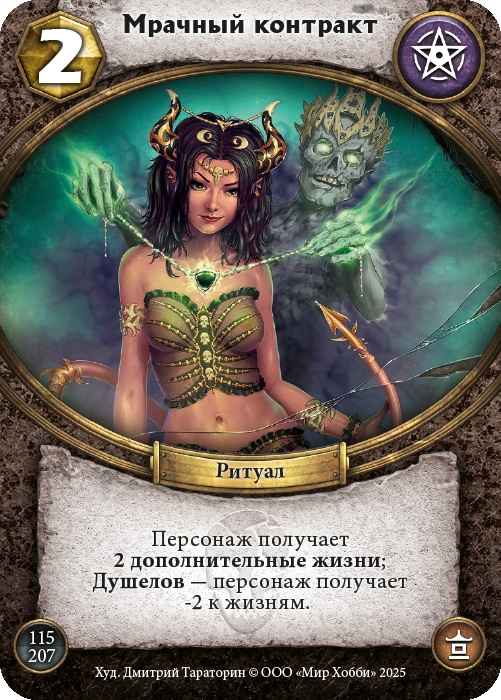 Мрачный контракт
2
Ритуал
Персонаж получает
2 дополнительные жизни;
Душелов — персонаж получает
-2 к жизням.
115
207
Худ. Дмитрий Тараторин © ООО «Мир Хобби» 2025